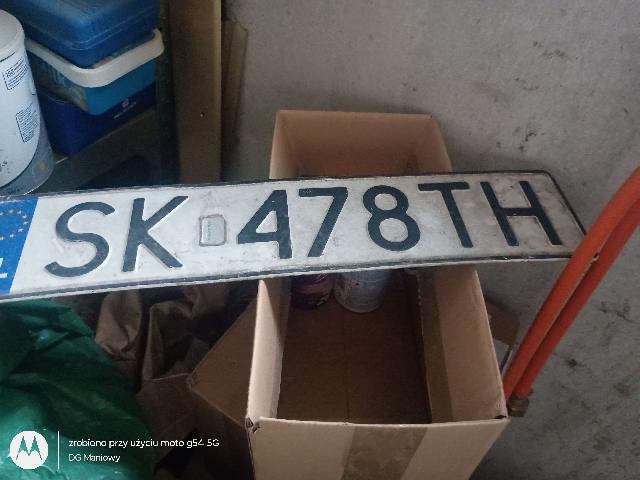 SK 478TH
zrobiono przy użyciu moto g54 5G
DG Maniowy